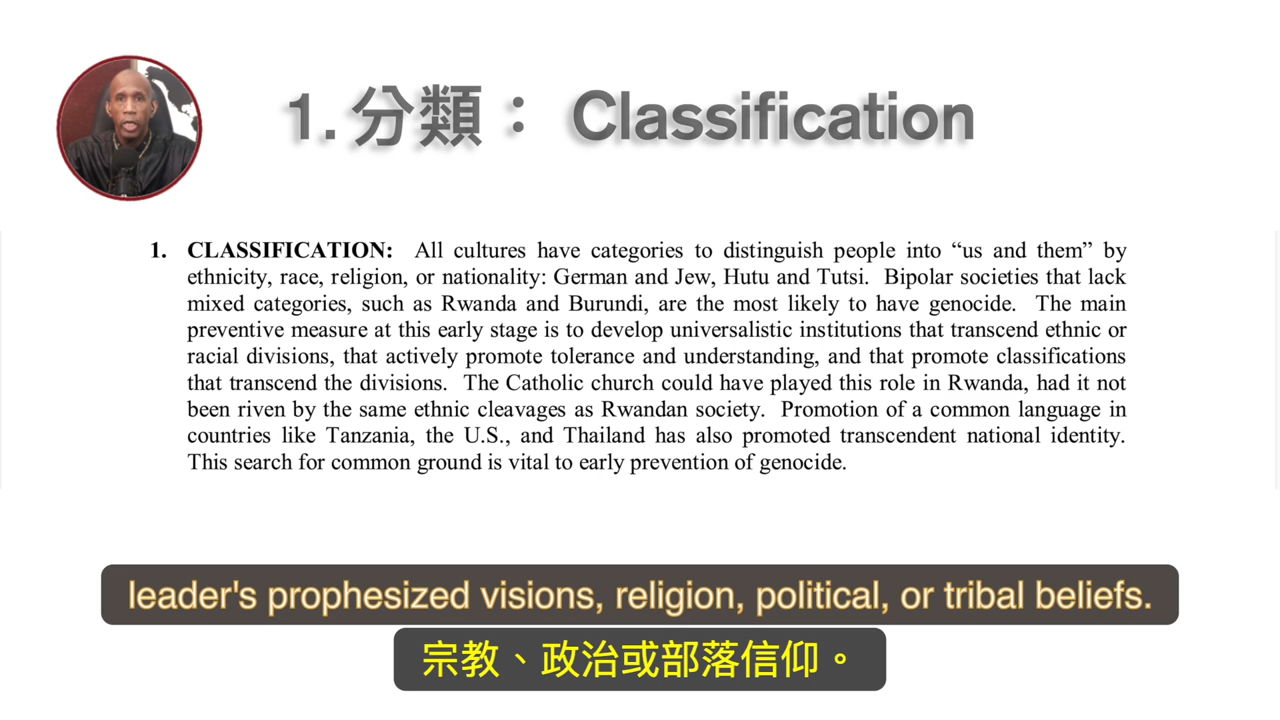 1. 分類： Classification
1. CLASSIFICATION: All cultures have categories to distinguish people into “us and them” by
ethnicity, race, religion, or nationality: German and Jew, Hutu and Tutsi. Bipolar societies that lack
mixed categories, such as Rwanda and Burundi, are the most likely to have genocide. The main
preventive measure at this early stage is to develop universalistic institutions that transcend ethnic or
racial divisions, that actively promote tolerance and understanding, and that promote classifications
that transcend the divisions. The Catholic church could have played this role in Rwanda, had it not
been riven by the same ethnic cleavages as Rwandan society. Promotion of a common language in
countries like Tanzania, the U.S., and Thailand has also promoted transcendent national identity.
This search for common ground is vital to early prevention of genocide.
leader's prophesized visions, religion, political, or tribal beliefs.
宗教、政治或部落信仰。